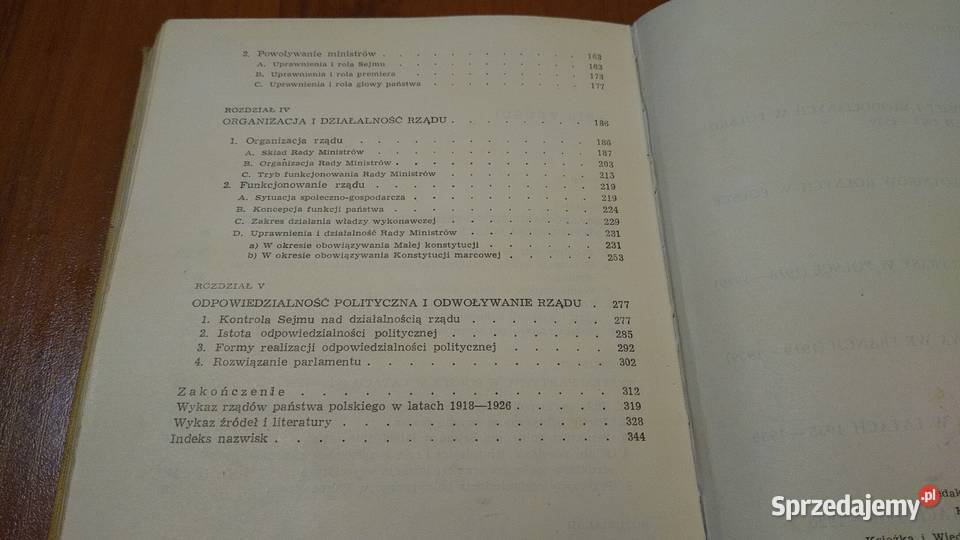 2. Powoływanie ministrów . . . . . . . . . . . 163
A. Uprawnienia i rola Sejmu . . . . . . . . . . 163
B. Uprawnienia i rola premiera . . . . . . . . . 173
C. Uprawnienia i rola głowy państwa . . . . . . . . 177
ROZDZIAŁ IV
ORGANIZACJA I DZIAŁALNOŚĆ RZĄDU . . . . . . . . 186
1. Organizacja rządu . . . . . . . . . . . . 186
A. Skład Rady Ministrów . . . . . . . . . . . 187
B. Organizacja Rady Ministrów . . . . . . . . . . 203
C. Tryb funkcjonowania Rady Ministrów . . . . . . . . 213
2. Funkcjonowanie rządu . . . . . . . . . . . 219
A. Sytuacja społeczno-gospodarcza . . . . . . . . . 219
B. Koncepcja funkcji państwa . . . . . . . . . . 224
C. Zakres działania władzy wykonawczej . . . . . . . . 229
D. Uprawnienia i działalność Rady Ministrów . . . . . . . 231
a) W okresie obowiązywania Małej konstytucji . . . . . . 231
b) W okresie obowiązywania Konstytucji marcowej . . . . . 253
ROZDZIAŁ V
ODPOWIEDZIALNOŚĆ POLITYCZNA I ODWOŁYWANIE RZĄDU . 277
1. Kontrola Sejmu nad działalnością rządu . . . . . . . 277
2. Istota odpowiedzialności politycznej . . . . . . . . 285
3. Formy realizacji odpowiedzialności politycznej . . . . . 292
4. Rozwiązanie parlamentu . . . . . . . . . . . 302
Zakończenie . . . . . . . . . . . . . 312
Wykaz rządów państwa polskiego w latach 1918—1926 . . . . . 319
Wykaz źródeł i literatury . . . . . . . . . . . 328
Indeks nazwisk . . . . . . . . . . . . . 344
Książka i Wied
Sprzedajemy.pl